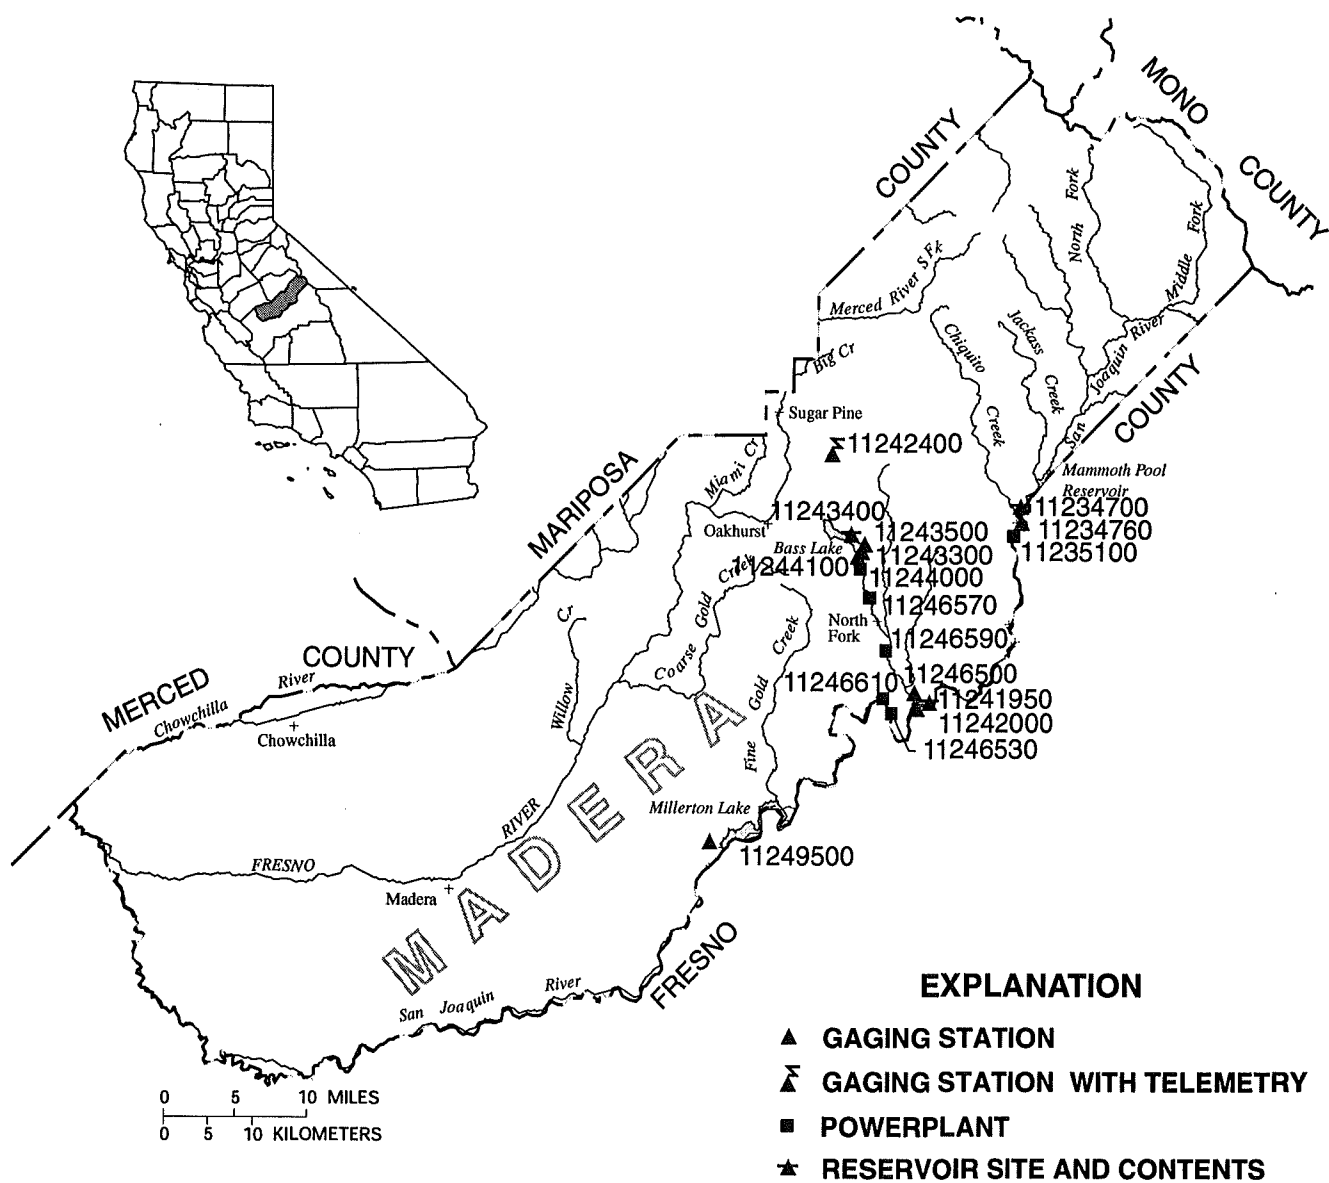 MONO
COUNTY
COUNTY
North Fork
Middle Fork
Merced River S Fk
Jackass Creek
Chiquito Creek
San Joaquin River
COUNTY
Big Cr
Sugar Pine
11242400
Miami Cr
Mammoth Pool
Reservoir
MARIPOSA
11243400
11234700
Oakhurst
11243500
11234760
Bass Lake
11243300
11235100
11244100
Coarse Gold Creek
11244000
11246570
North
Fork
11246590
Fine Gold Creek
Willow Cr
COUNTY
MERCED
River
Chowchilla
11246500
11246610
11241950
Chowchilla
11242000
11246530
MADERA
Millerton Lake
RIVER
11249500
FRESNO
Madera
FRESNO
San Joaquin River
EXPLANATION
GAGING STATION
GAGING STATION WITH TELEMETRY
POWERPLANT
RESERVOIR SITE AND CONTENTS
0 5 10 MILES
0 5 10 KILOMETERS